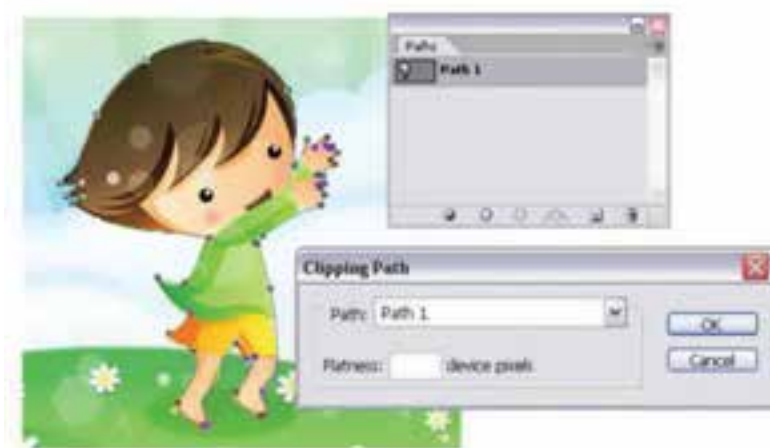 Paths
Path 1
Clipping Path
Path: Path 1
OK
Flatness: device pixels
Cancel